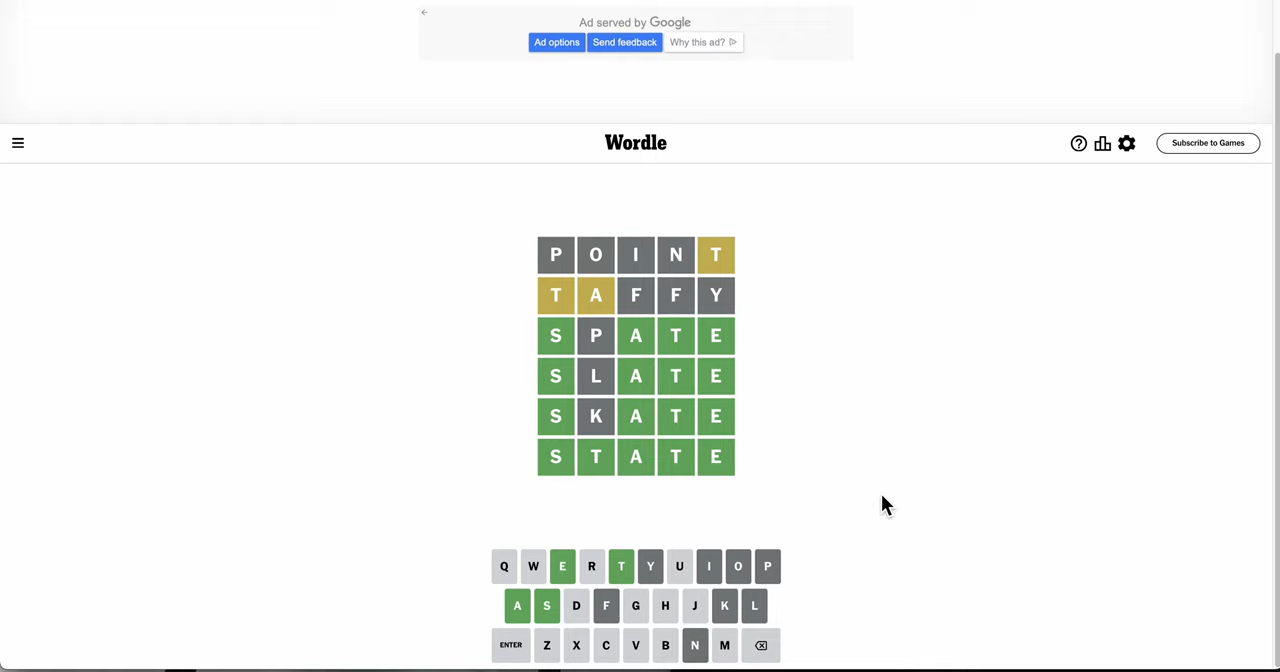 Ad served by Google
Ad options Send feedback Why this ad?
Wordle
Subscribe to Games
P O I N T
T A F F Y
S P A T E
S L A T E
S K A T E
S T A T E
Q W E R T Y U I O P
A S D F G H J K L
ENTER Z X C V B N M